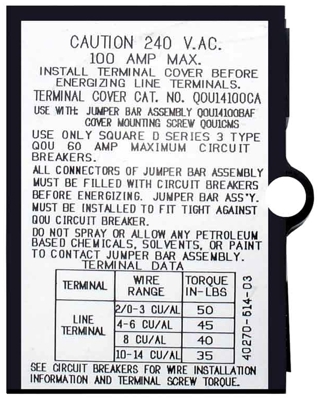 CAUTION 240 V.AC.
100 AMP MAX.
INSTALL TERMINAL COVER BEFORE
ENERGIZING LINE TERMINALS.
TERMINAL COVER CAT. NO. QOU14100CA
USE WITH: JUMPER BAR ASSEMBLY QOU14100BAF
COVER MOUNTING SCREW QOU1CMS
USE ONLY SQUARE D SERIES 3 TYPE
QOU 60 AMP MAXIMUM CIRCUIT
BREAKERS.
ALL CONNECTORS OF JUMPER BAR ASSEMBLY
MUST BE FILLED WITH CIRCUIT BREAKERS
BEFORE ENERGIZING. JUMPER BAR ASS'Y.
MUST BE INSTALLED TO FIT TIGHT AGAINST
QOU CIRCUIT BREAKER.
DO NOT SPRAY OR ALLOW ANY PETROLEUM
BASED CHEMICALS, SOLVENTS, OR PAINT
TO CONTACT JUMPER BAR ASSEMBLY.
TERMINAL DATA
TERMINAL WIRE RANGE TORQUE IN-LBS
LINE TERMINAL 2/0-3 CU/AL 50
4-6 CU/AL 45
8 CU/AL 40
10-14 CU/AL 35
40270-514-03
SEE CIRCUIT BREAKERS FOR WIRE INSTALLATION
INFORMATION AND TERMINAL SCREW TORQUE.